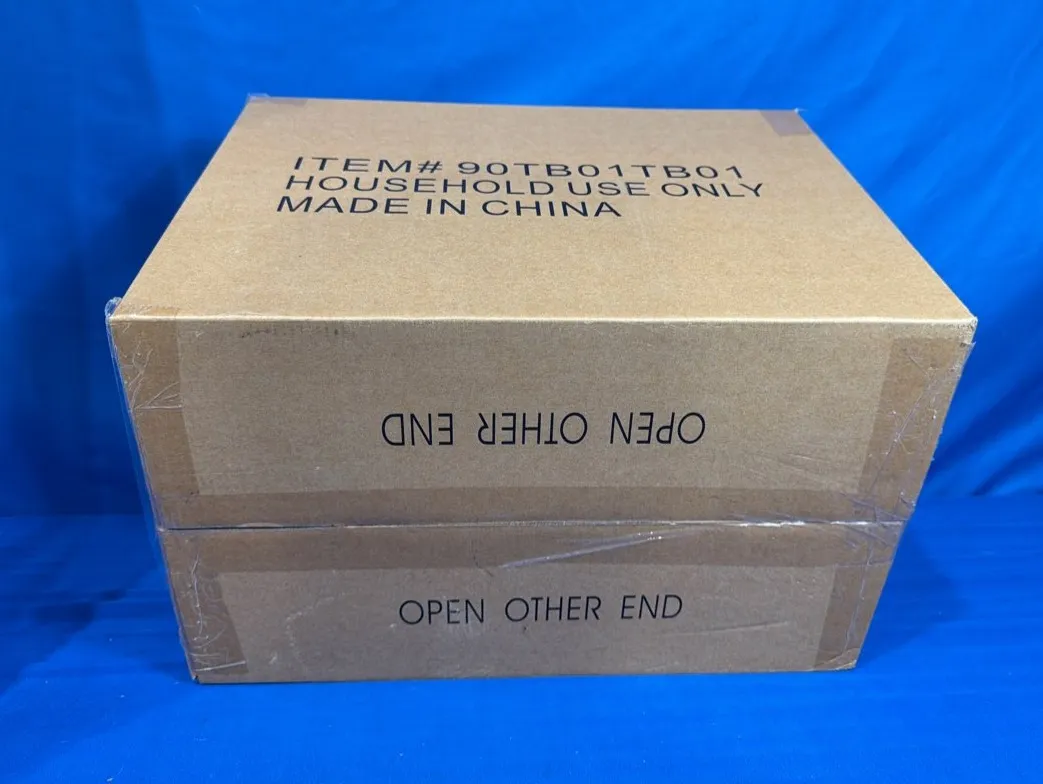 ITEM# 90TB01TB01
HOUSEHOLD USE ONLY
MADE IN CHINA
OPEN OTHER END
OPEN OTHER END